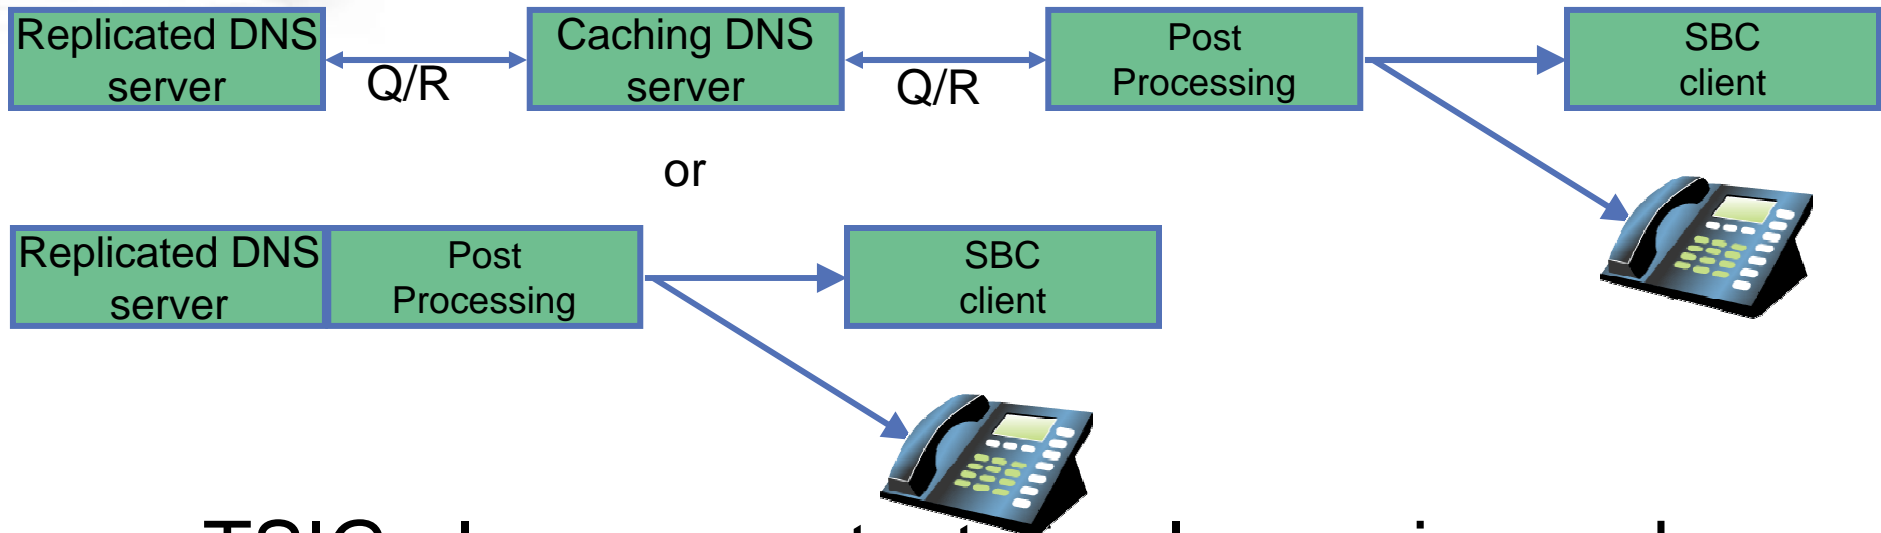 Replicated DNS
server
Q/R
Caching DNS
server
Q/R
Post
Processing
SBC
client
or
Replicated DNS
server
Post
Processing
SBC
client